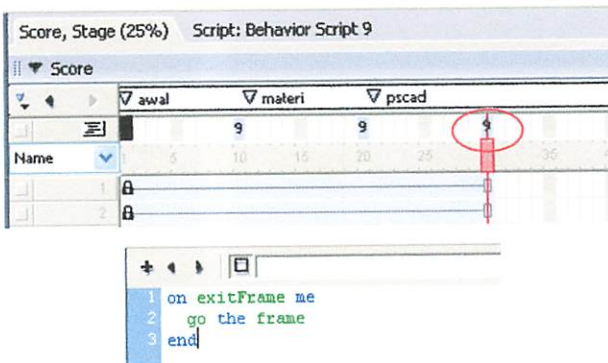 Score, Stage (25%) Script: Behavior Script 9
Score
awal materi pscad
9 9 9
Name 1 5 10 15 20 25 35
1
2
1 on exitFrame me
2 go the frame
3 end